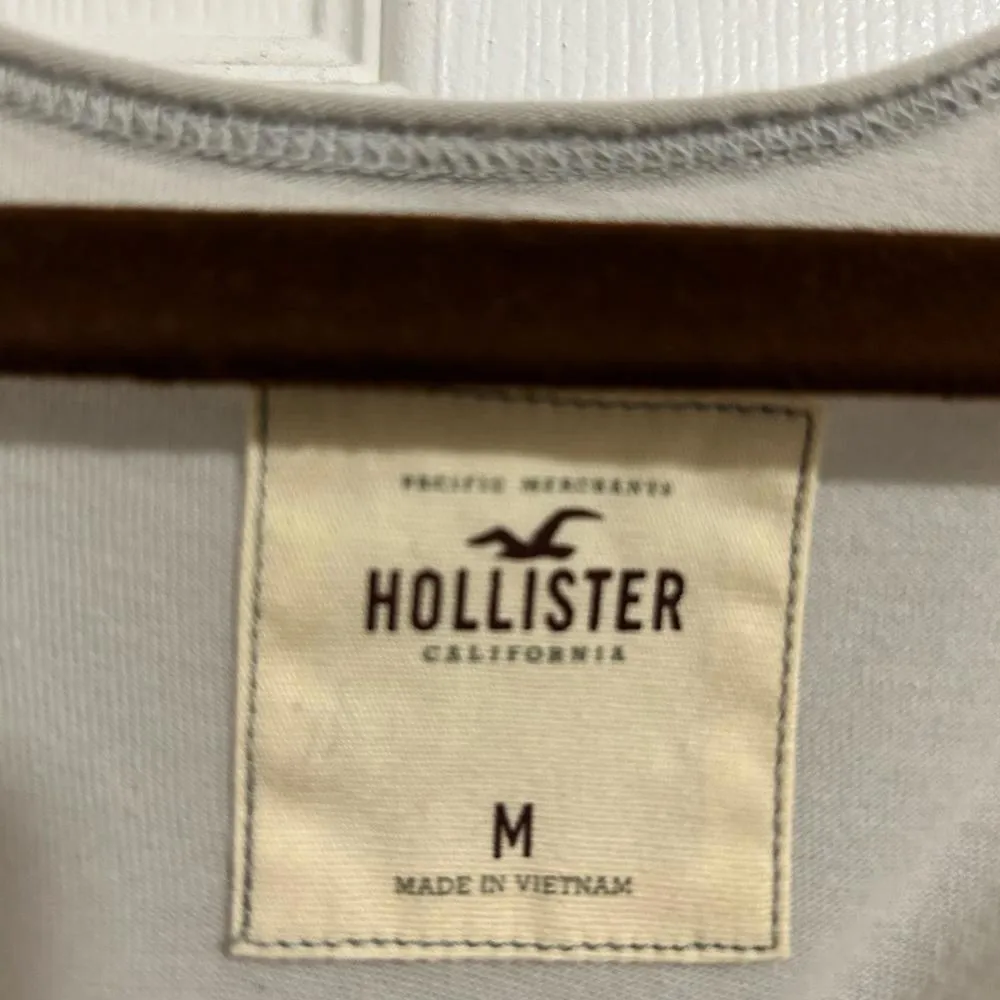 PACIFIC MERCHANTS
HOLLISTER
CALIFORNIA
M
MADE IN VIETNAM